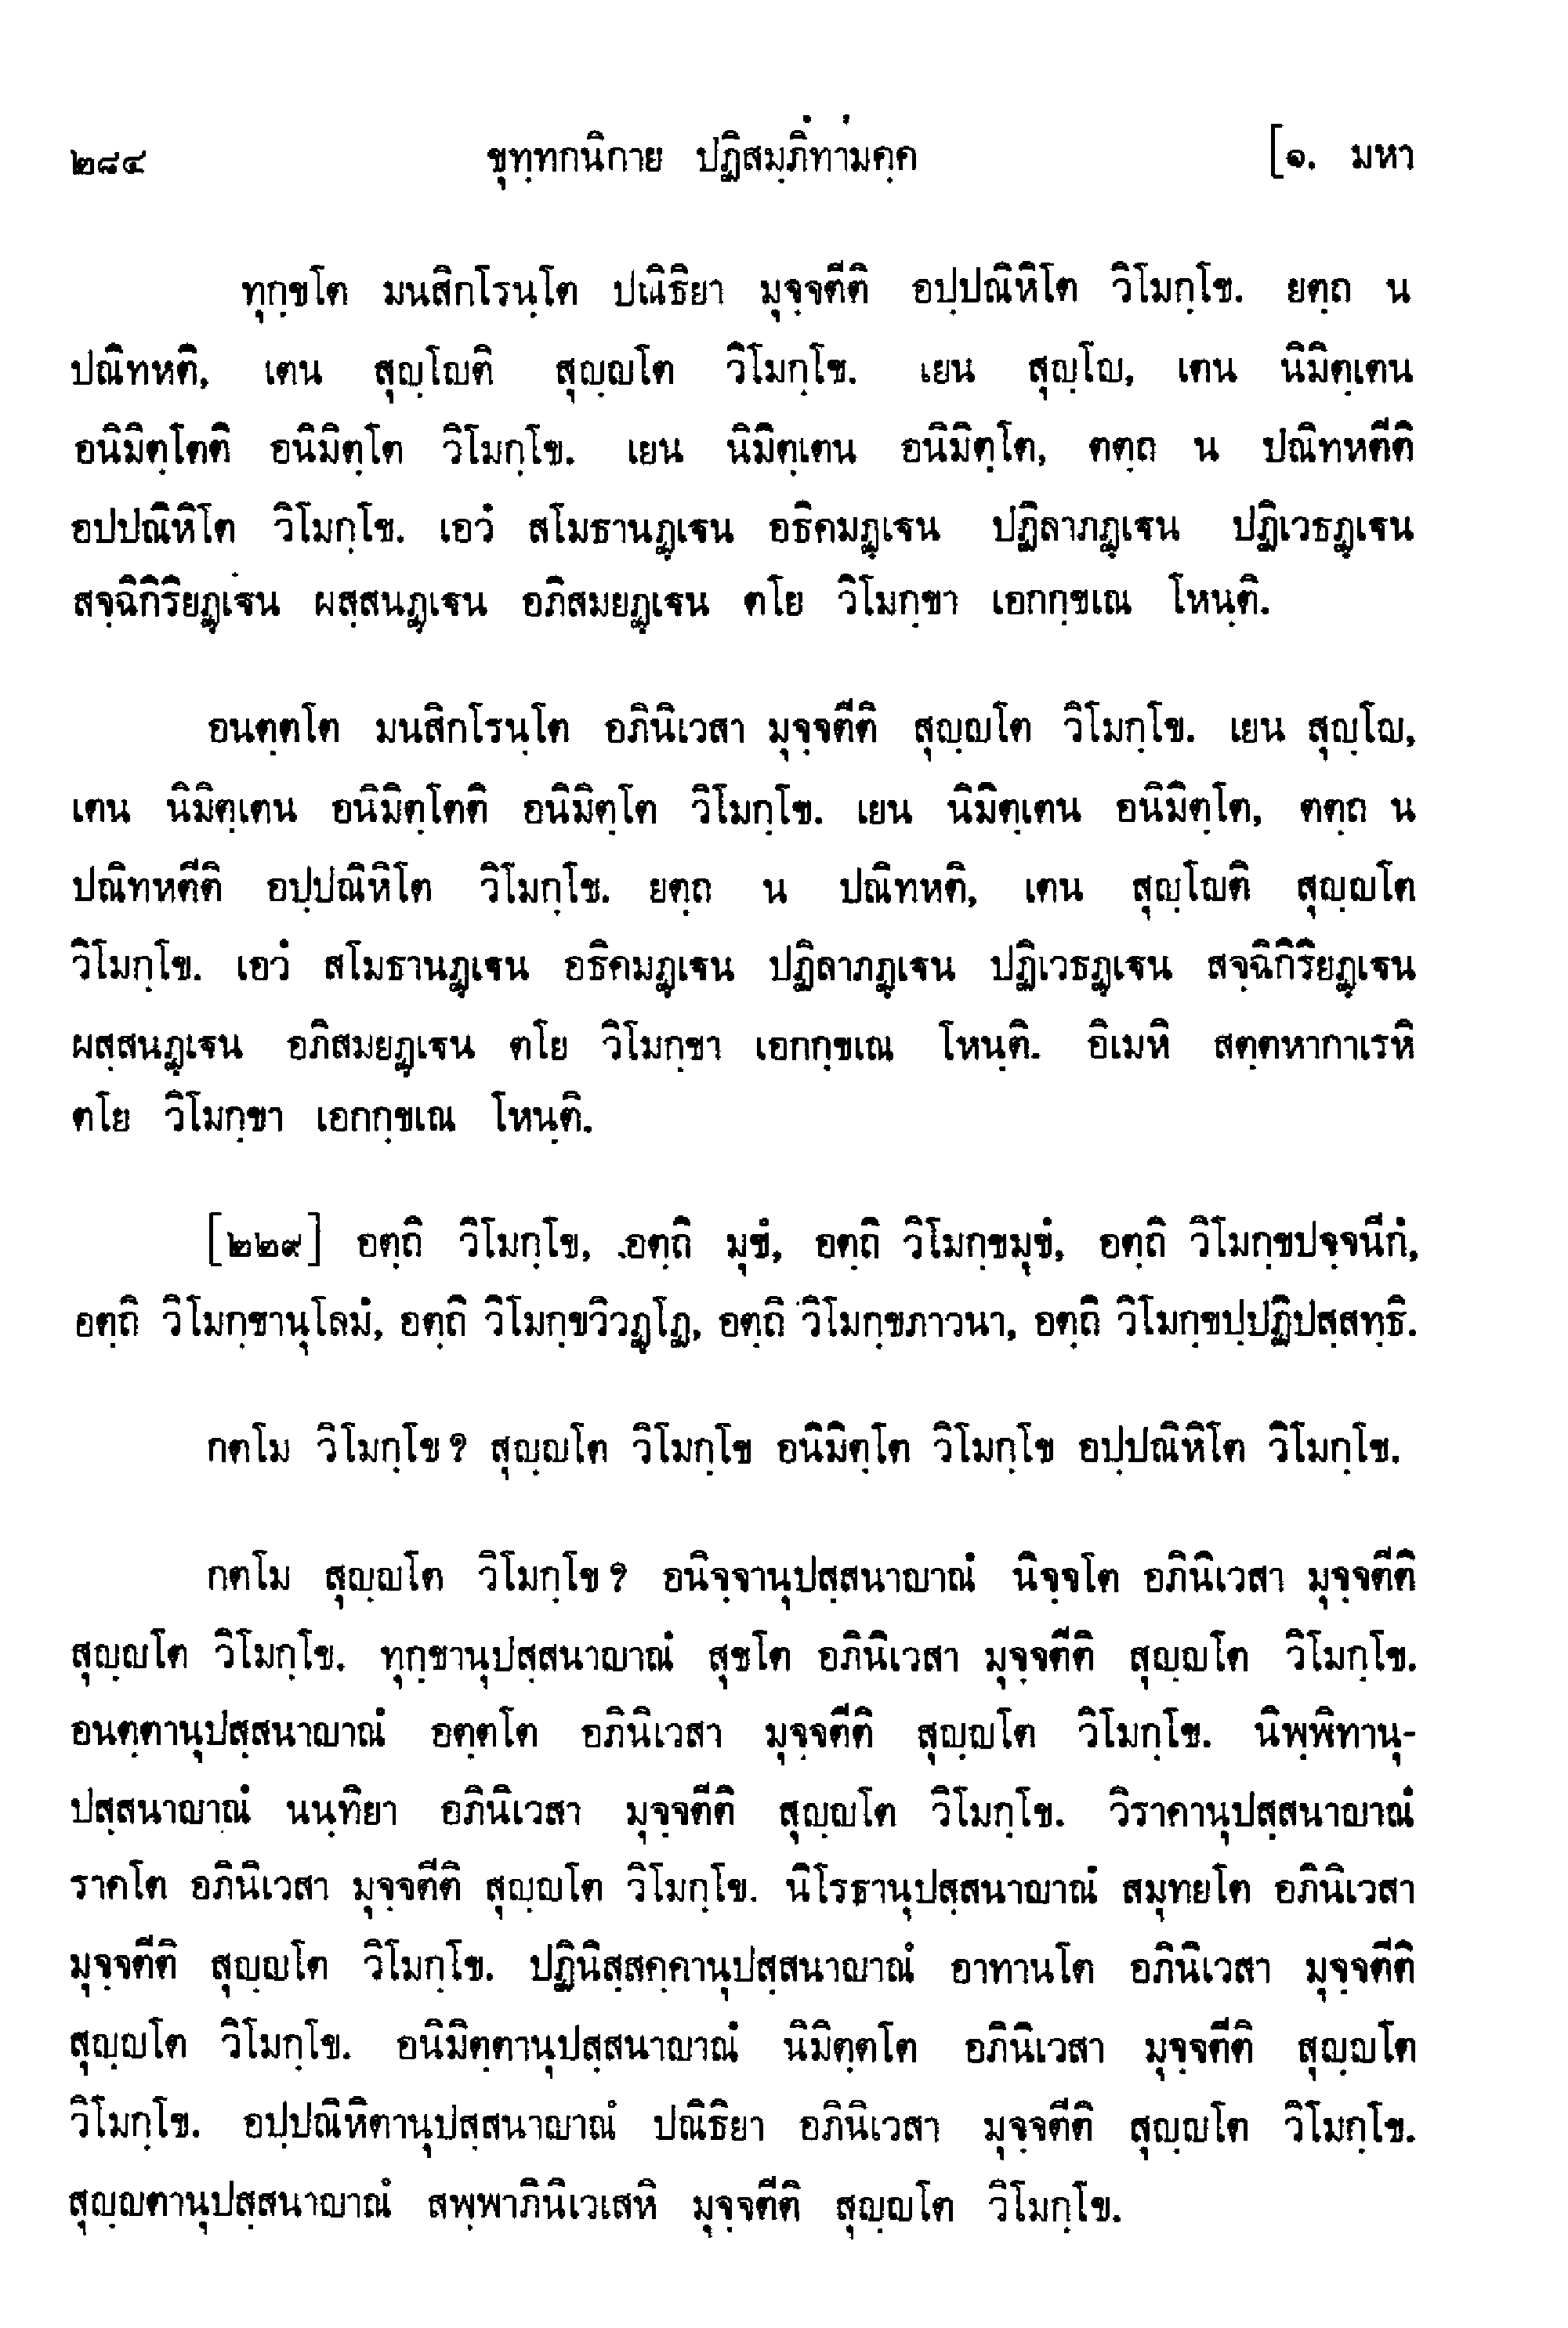 ๒๘๔ ขุทฺทกนิกาย ปฏิสมฺภิทามคฺค [๑. มหา
ทุกฺขโต มนสิกโรนฺโต ปณิธิยา มุจฺจตีติ อปฺปณิหิโต วิโมกฺโข. ยตฺถ น
ปณิทหติ, เตน สุญฺโญติ สุญฺญโต วิโมกฺโข. เยน สุญฺโญ, เตน นิมิตฺเตน
อนิมิตฺโตติ อนิมิตฺโต วิโมกฺโข. เยน นิมิตฺเตน อนิมิตฺโต, ตตฺถ น ปณิทหตีติ
อปปณิหิโต วิโมกฺโข. เอวํ สโมธานฏฺเฐน อธิคมฏฺเฐน ปฏิลาภฏฺเฐน ปฏิเวธฏฺเฐน
สจฺฉิกิริยฏฺเฐน ผสฺสนฏฺเฐน อภิสมยฏฺเฐน ตโย วิโมกฺขา เอกกฺขเณ โหนฺติ.
อนตฺตโต มนสิกโรนฺโต อภินิเวสา มุจฺจตีติ สุญฺญโต วิโมกฺโข. เยน สุญฺโญ,
เตน นิมิตฺเตน อนิมิตฺโตติ อนิมิตฺโต วิโมกฺโข. เยน นิมิตฺเตน อนิมิตฺโต, ตตฺถ น
ปณิทหตีติ อปฺปณิหิโต วิโมกฺโข. ยตฺถ น ปณิทหติ, เตน สุญฺโญติ สุญฺญโต
วิโมกฺโข. เอวํ สโมธานฏฺเฐน อธิคมฏฺเฐน ปฏิลาภฏฺเฐน ปฏิเวธฏฺเฐน สจฺฉิกิริยฏฺเฐน
ผสฺสนฏฺเฐน อภิสมยฏฺเฐน ตโย วิโมกฺขา เอกกฺขเณ โหนฺติ. อิเมหิ สตฺตหากาเรหิ
ตโย วิโมกฺขา เอกกฺขเณ โหนฺติ.
[๒๒๙] อตฺถิ วิโมกฺโข, อตฺถิ มุขํ, อตฺถิ วิโมกฺขมุขํ, อตฺถิ วิโมกฺขปจฺจนีกํ,
อตฺถิ วิโมกฺขานุโลมํ, อตฺถิ วิโมกฺขวิวฏฺโฏ, อตฺถิ วิโมกฺขภาวนา, อตฺถิ วิโมกฺขปฺปฏิปสฺสทฺธิ.
กตโม วิโมกฺโข? สุญฺญโต วิโมกฺโข อนิมิตฺโต วิโมกฺโข อปฺปณิหิโต วิโมกฺโข.
กตโม สุญฺญโต วิโมกฺโข? อนิจฺจานุปสฺสนาญาณํ นิจฺจโต อภินิเวสา มุจฺจตีติ
สุญฺญโต วิโมกฺโข. ทุกฺขานุปสฺสนาญาณํ สุขโต อภินิเวสา มุจฺจตีติ สุญฺญโต วิโมกฺโข.
อนตฺตานุปสฺสนาญาณํ อตฺตโต อภินิเวสา มุจฺจตีติ สุญฺญโต วิโมกฺโข. นิพฺพิทานุ-
ปสฺสนาญาณํ นนฺทิยา อภินิเวสา มุจฺจตีติ สุญฺญโต วิโมกฺโข. วิราคานุปสฺสนาญาณํ
ราคโต อภินิเวสา มุจฺจตีติ สุญฺญโต วิโมกฺโข. นิโรธานุปสฺสนาญาณํ สมุทยโต อภินิเวสา
มุจฺจตีติ สุญฺญโต วิโมกฺโข. ปฏินิสฺสคฺคานุปสฺสนาญาณํ อาทานโต อภินิเวสา มุจฺจตีติ
สุญฺญโต วิโมกฺโข. อนิมิตฺตานุปสฺสนาญาณํ นิมิตฺตโต อภินิเวสา มุจฺจตีติ สุญฺญโต
วิโมกฺโข. อปฺปณิหิตานุปสฺสนาญาณํ ปณิธิยา อภินิเวสา มุจฺจตีติ สุญฺญโต วิโมกฺโข.
สุญฺญตานุปสฺสนาญาณํ สพฺพาภินิเวเสหิ มุจฺจตีติ สุญฺญโต วิโมกฺโข.